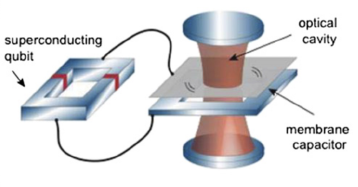 superconducting
qubit
optical
cavity
membrane
capacitor